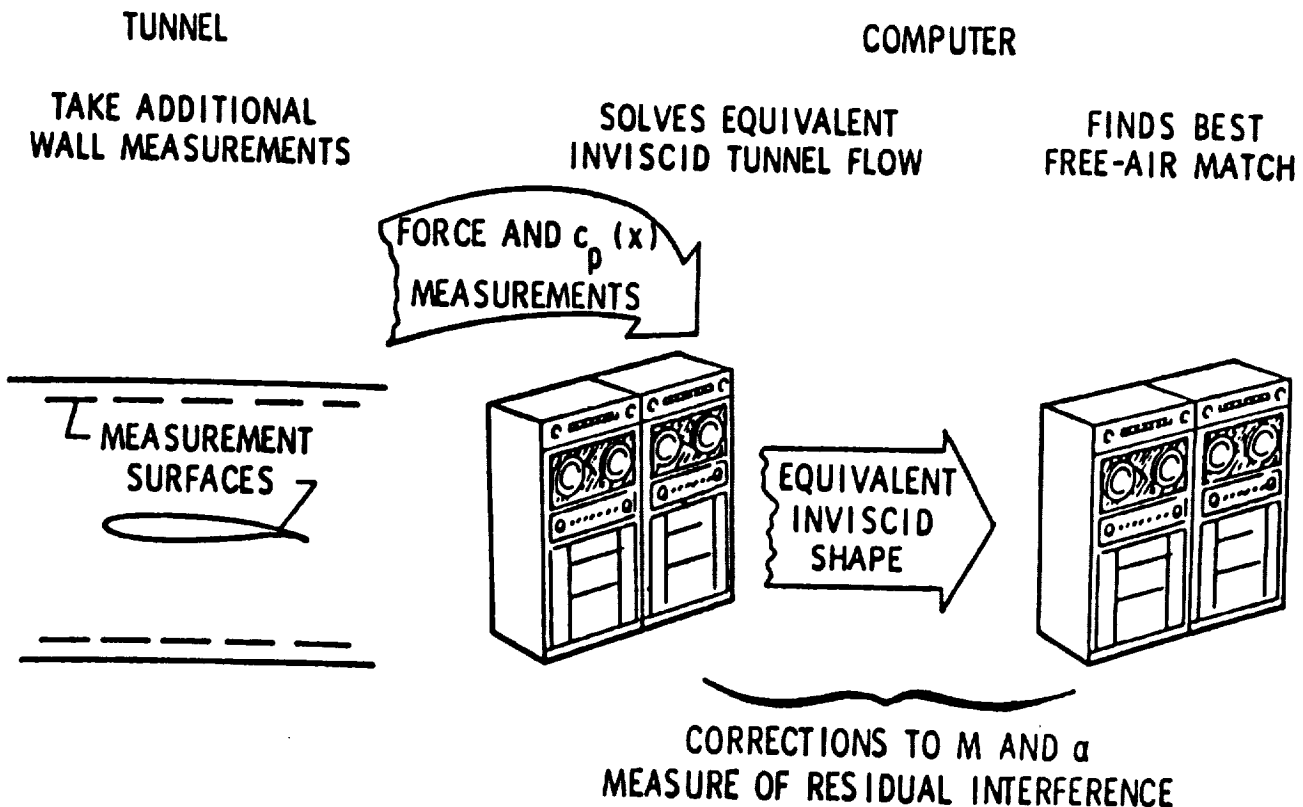 TUNNEL
COMPUTER
TAKE ADDITIONAL
WALL MEASUREMENTS
SOLVES EQUIVALENT
INVISCID TUNNEL FLOW
FINDS BEST
FREE-AIR MATCH
FORCE AND c_p (x)
MEASUREMENTS
MEASUREMENT
SURFACES
EQUIVALENT
INVISCID
SHAPE
CORRECTIONS TO M AND α
MEASURE OF RESIDUAL INTERFERENCE